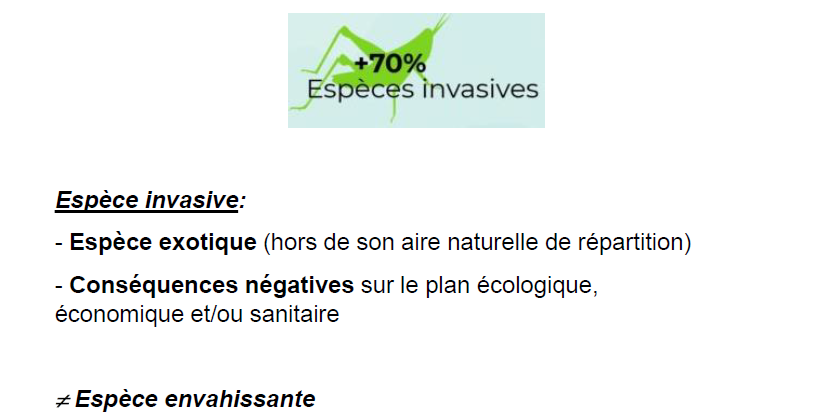 +70%
Espèces invasives
Espèce invasive:
- Espèce exotique (hors de son aire naturelle de répartition)
- Conséquences négatives sur le plan écologique,
économique et/ou sanitaire
≠ Espèce envahissante